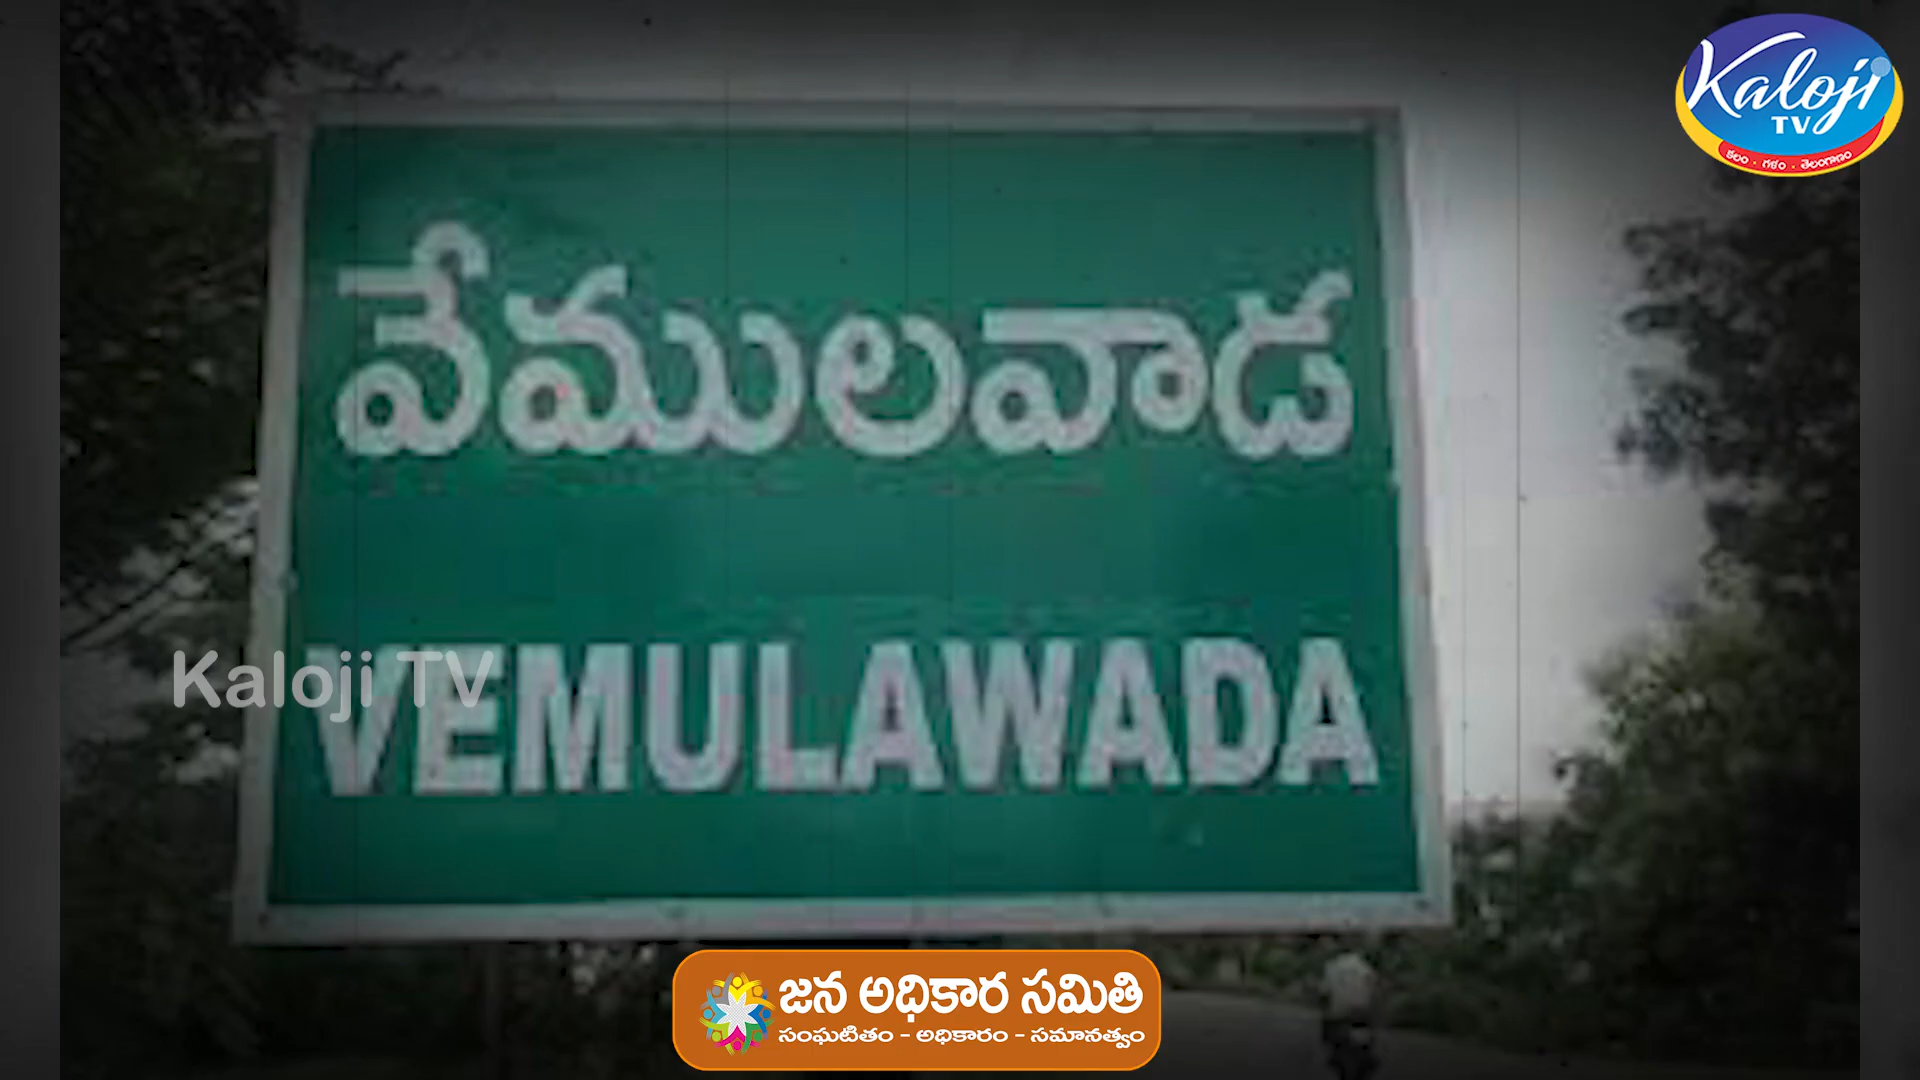 Kaloji
TV
కలం - గళం - తెలంగాణం
వేములవాడ
Kaloji TV
VEMULAWADA
జన అధికార సమితి
సంఘటితం - అధికారం - సమానత్వం